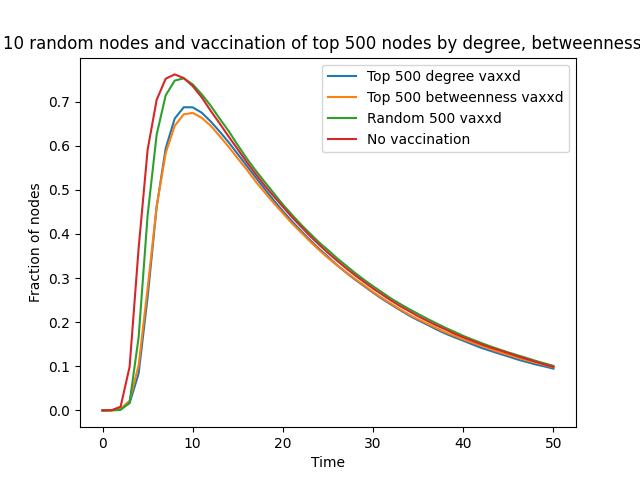 10 random nodes and vaccination of top 500 nodes by degree, betweenness
Top 500 degree vaxxd
Top 500 betweenness vaxxd
Random 500 vaxxd
No vaccination
Fraction of nodes
0.7
0.6
0.5
0.4
0.3
0.2
0.1
0.0
0
10
20
30
40
50
Time